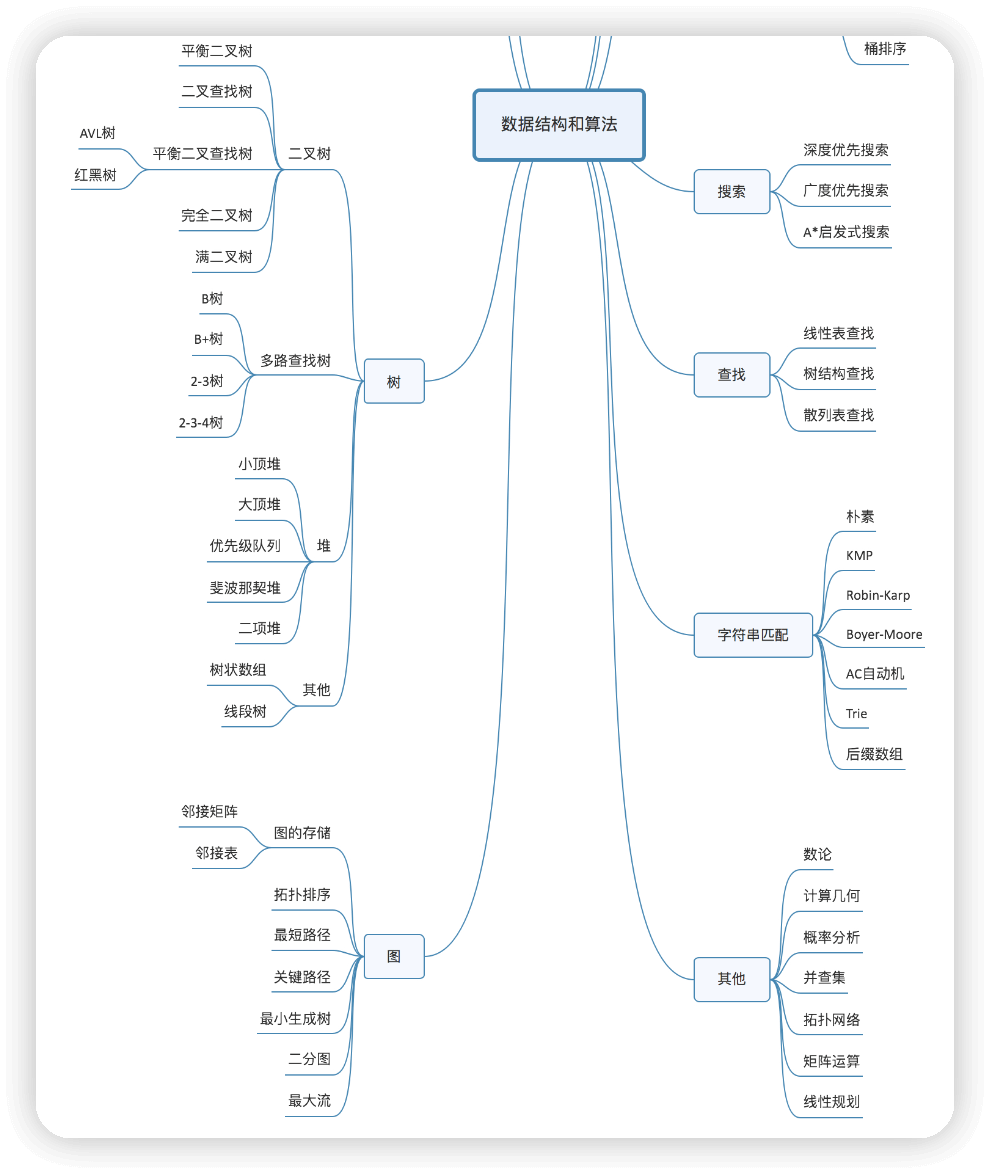 数据结构和算法
平衡二叉树
二叉查找树
AVL树
红黑树
平衡二叉查找树
完全二叉树
满二叉树
二叉树
B树
B+树
2-3树
2-3-4树
多路查找树
小顶堆
大顶堆
优先级队列
斐波那契堆
二项堆
堆
树状数组
线段树
其他
树
邻接矩阵
邻接表
图的存储
拓扑排序
最短路径
关键路径
最小生成树
二分图
最大流
图
桶排序
搜索
深度优先搜索
广度优先搜索
A*启发式搜索
查找
线性表查找
树结构查找
散列表查找
字符串匹配
朴素
KMP
Robin-Karp
Boyer-Moore
AC自动机
Trie
后缀数组
其他
数论
计算几何
概率分析
并查集
拓扑网络
矩阵运算
线性规划